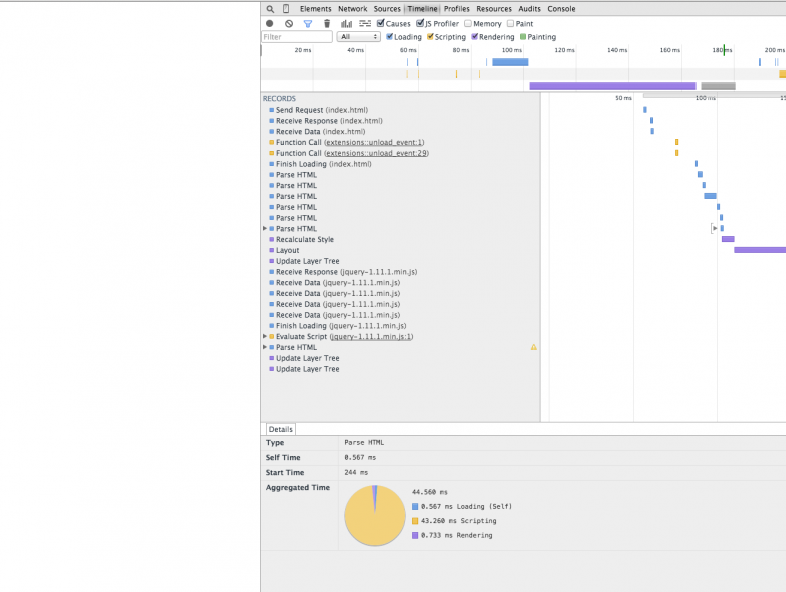 Elements Network Sources Timeline Profiles Resources Audits Console
Causes JS Profiler Memory Paint
Filter All Loading Scripting Rendering Painting
20 ms 40 ms 60 ms 80 ms 100 ms 120 ms 140 ms 160 ms 180 ms 200 ms
RECORDS 50 ms 100 ms 15
Send Request (index.html)
Receive Response (index.html)
Receive Data (index.html)
Function Call (extensions::unload_event:1)
Function Call (extensions::unload_event:29)
Finish Loading (index.html)
Parse HTML
Parse HTML
Parse HTML
Parse HTML
Parse HTML
Parse HTML
Recalculate Style
Layout
Update Layer Tree
Receive Response (jquery-1.11.1.min.js)
Receive Data (jquery-1.11.1.min.js)
Receive Data (jquery-1.11.1.min.js)
Receive Data (jquery-1.11.1.min.js)
Receive Data (jquery-1.11.1.min.js)
Finish Loading (jquery-1.11.1.min.js)
Evaluate Script (jquery-1.11.1.min.js:1)
Parse HTML
Update Layer Tree
Update Layer Tree
Details
Type Parse HTML
Self Time 0.567 ms
Start Time 244 ms
Aggregated Time 44.560 ms
0.567 ms Loading (Self)
43.260 ms Scripting
0.733 ms Rendering